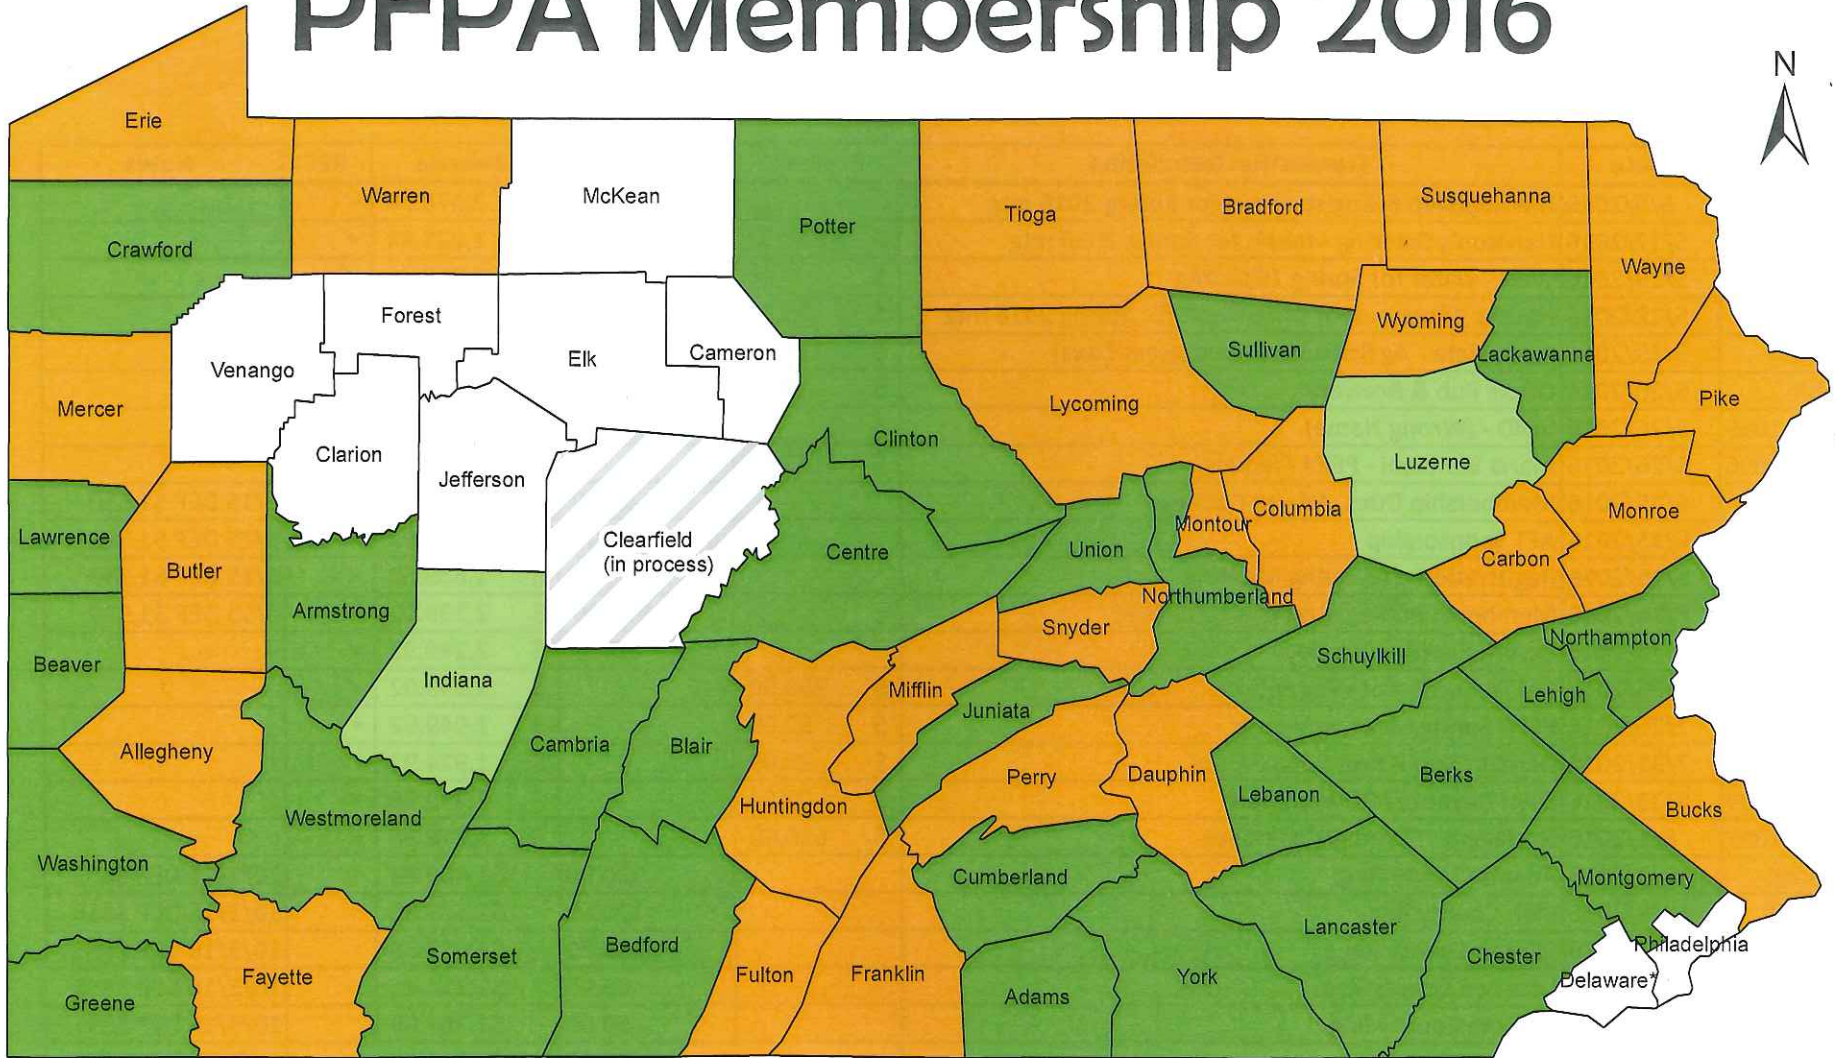 PFPA Membership 2016
N
Erie
Warren
McKean
Potter
Tioga
Bradford
Susquehanna
Wayne
Crawford
Forest
Venango
Elk
Cameron
Sullivan
Wyoming
Lackawanna
Pike
Mercer
Clarion
Jefferson
Clinton
Lycoming
Luzerne
Columbia
Montour
Monroe
Carbon
Lawrence
Butler
Armstrong
Clearfield
(in process)
Centre
Union
Northumberland
Snyder
Beaver
Indiana
Mifflin
Juniata
Schuylkill
Northampton
Lehigh
Allegheny
Cambria
Blair
Huntingdon
Perry
Dauphin
Lebanon
Berks
Bucks
Westmoreland
Washington
Cumberland
Montgomery
Lancaster
Chester
Philadelphia
Delaware*
Greene
Fayette
Somerset
Bedford
Fulton
Franklin
Adams
York